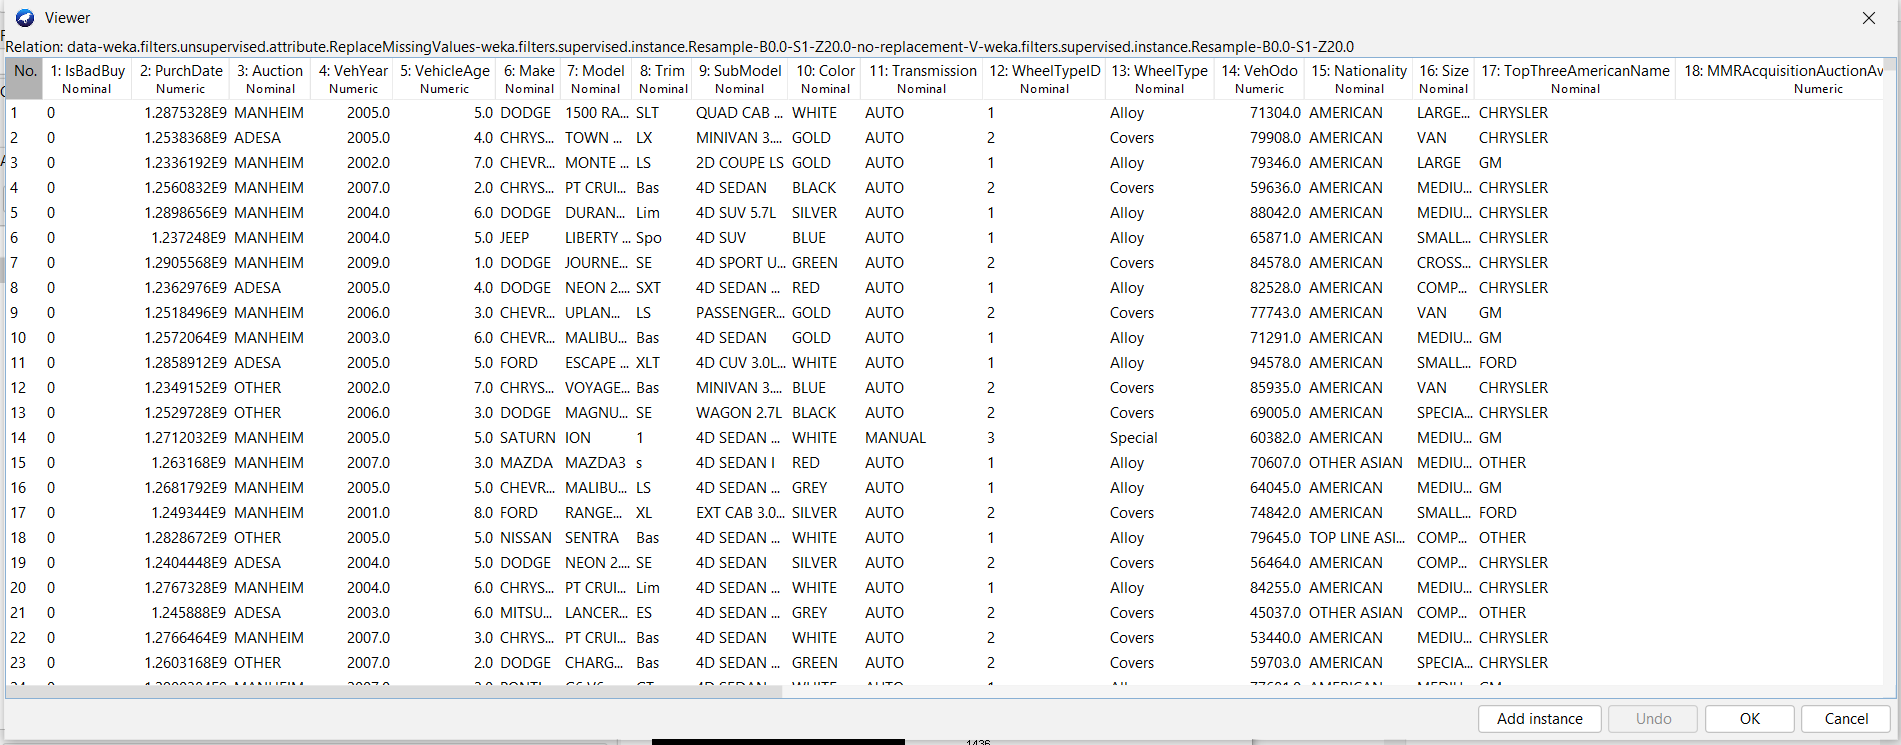 Viewer
Relation: data-weka.filters.unsupervised.attribute.ReplaceMissingValues-weka.filters.supervised.instance.Resample-B0.0-S1-Z20.0-no-replacement-V-weka.filters.supervised.instance.Resample-B0.0-S1-Z20.0
No. 1: IsBadBuy 2: PurchDate 3: Auction 4: VehYear 5: VehicleAge 6: Make 7: Model 8: Trim 9: SubModel 10: Color 11: Transmission 12: WheelTypeID 13: WheelType 14: VehOdo 15: Nationality 16: Size 17: TopThreeAmericanName 18: MMRAcquisitionAuctionAv
Nominal Numeric Nominal Numeric Numeric Nominal Nominal Nominal Nominal Nominal Nominal Nominal Nominal Numeric Nominal Nominal Nominal Numeric
1 0 1.2875328E9 MANHEIM 2005.0 5.0 DODGE 1500 RA... SLT QUAD CAB ... WHITE AUTO 1 Alloy 71304.0 AMERICAN LARGE... CHRYSLER
2 0 1.2538368E9 ADESA 2005.0 4.0 CHRYS... TOWN ... LX MINIVAN 3.... GOLD AUTO 2 Covers 79908.0 AMERICAN VAN CHRYSLER
3 0 1.2336192E9 MANHEIM 2002.0 7.0 CHEVR... MONTE ... LS 2D COUPE LS GOLD AUTO 1 Alloy 79346.0 AMERICAN LARGE GM
4 0 1.2560832E9 MANHEIM 2007.0 2.0 CHRYS... PT CRUI... Bas 4D SEDAN BLACK AUTO 2 Covers 59636.0 AMERICAN MEDIU... CHRYSLER
5 0 1.2898656E9 MANHEIM 2004.0 6.0 DODGE DURAN... Lim 4D SUV 5.7L SILVER AUTO 1 Alloy 88042.0 AMERICAN MEDIU... CHRYSLER
6 0 1.237248E9 MANHEIM 2004.0 5.0 JEEP LIBERTY ... Spo 4D SUV BLUE AUTO 1 Alloy 65871.0 AMERICAN SMALL... CHRYSLER
7 0 1.2905568E9 MANHEIM 2009.0 1.0 DODGE JOURNE... SE 4D SPORT U... GREEN AUTO 2 Covers 84578.0 AMERICAN CROSS... CHRYSLER
8 0 1.2362976E9 ADESA 2005.0 4.0 DODGE NEON 2.... SXT 4D SEDAN ... RED AUTO 1 Alloy 82528.0 AMERICAN COMP... CHRYSLER
9 0 1.2518496E9 MANHEIM 2006.0 3.0 CHEVR... UPLAN... LS PASSENGER... GOLD AUTO 2 Covers 77743.0 AMERICAN VAN GM
10 0 1.2572064E9 MANHEIM 2003.0 6.0 CHEVR... MALIBU... Bas 4D SEDAN GOLD AUTO 1 Alloy 71291.0 AMERICAN MEDIU... GM
11 0 1.2858912E9 ADESA 2005.0 5.0 FORD ESCAPE ... XLT 4D CUV 3.0L... WHITE AUTO 1 Alloy 94578.0 AMERICAN SMALL... FORD
12 0 1.2349152E9 OTHER 2002.0 7.0 CHRYS... VOYAGE... Bas MINIVAN 3.... BLUE AUTO 2 Covers 85935.0 AMERICAN VAN CHRYSLER
13 0 1.2529728E9 OTHER 2006.0 3.0 DODGE MAGNU... SE WAGON 2.7L BLACK AUTO 2 Covers 69005.0 AMERICAN SPECIA... CHRYSLER
14 0 1.2712032E9 MANHEIM 2005.0 5.0 SATURN ION 1 4D SEDAN ... WHITE MANUAL 3 Special 60382.0 AMERICAN MEDIU... GM
15 0 1.263168E9 MANHEIM 2007.0 3.0 MAZDA MAZDA3 s 4D SEDAN I RED AUTO 1 Alloy 70607.0 OTHER ASIAN MEDIU... OTHER
16 0 1.2681792E9 MANHEIM 2005.0 5.0 CHEVR... MALIBU... LS 4D SEDAN ... GREY AUTO 1 Alloy 64045.0 AMERICAN MEDIU... GM
17 0 1.249344E9 MANHEIM 2001.0 8.0 FORD RANGE... XL EXT CAB 3.0... SILVER AUTO 2 Covers 74842.0 AMERICAN SMALL... FORD
18 0 1.2828672E9 OTHER 2005.0 5.0 NISSAN SENTRA Bas 4D SEDAN ... WHITE AUTO 1 Alloy 79645.0 TOP LINE ASI... COMP... OTHER
19 0 1.2404448E9 ADESA 2004.0 5.0 DODGE NEON 2.... SE 4D SEDAN SILVER AUTO 2 Covers 56464.0 AMERICAN COMP... CHRYSLER
20 0 1.2767328E9 MANHEIM 2004.0 6.0 CHRYS... PT CRUI... Lim 4D SEDAN ... WHITE AUTO 1 Alloy 84255.0 AMERICAN MEDIU... CHRYSLER
21 0 1.245888E9 ADESA 2003.0 6.0 MITSU... LANCER... ES 4D SEDAN ... GREY AUTO 2 Covers 45037.0 OTHER ASIAN COMP... OTHER
22 0 1.2766464E9 MANHEIM 2007.0 3.0 CHRYS... PT CRUI... Bas 4D SEDAN WHITE AUTO 2 Covers 53440.0 AMERICAN MEDIU... CHRYSLER
23 0 1.2603168E9 OTHER 2007.0 2.0 DODGE CHARG... Bas 4D SEDAN ... GREEN AUTO 2 Covers 59703.0 AMERICAN SPECIA... CHRYSLER
Add instance Undo OK Cancel